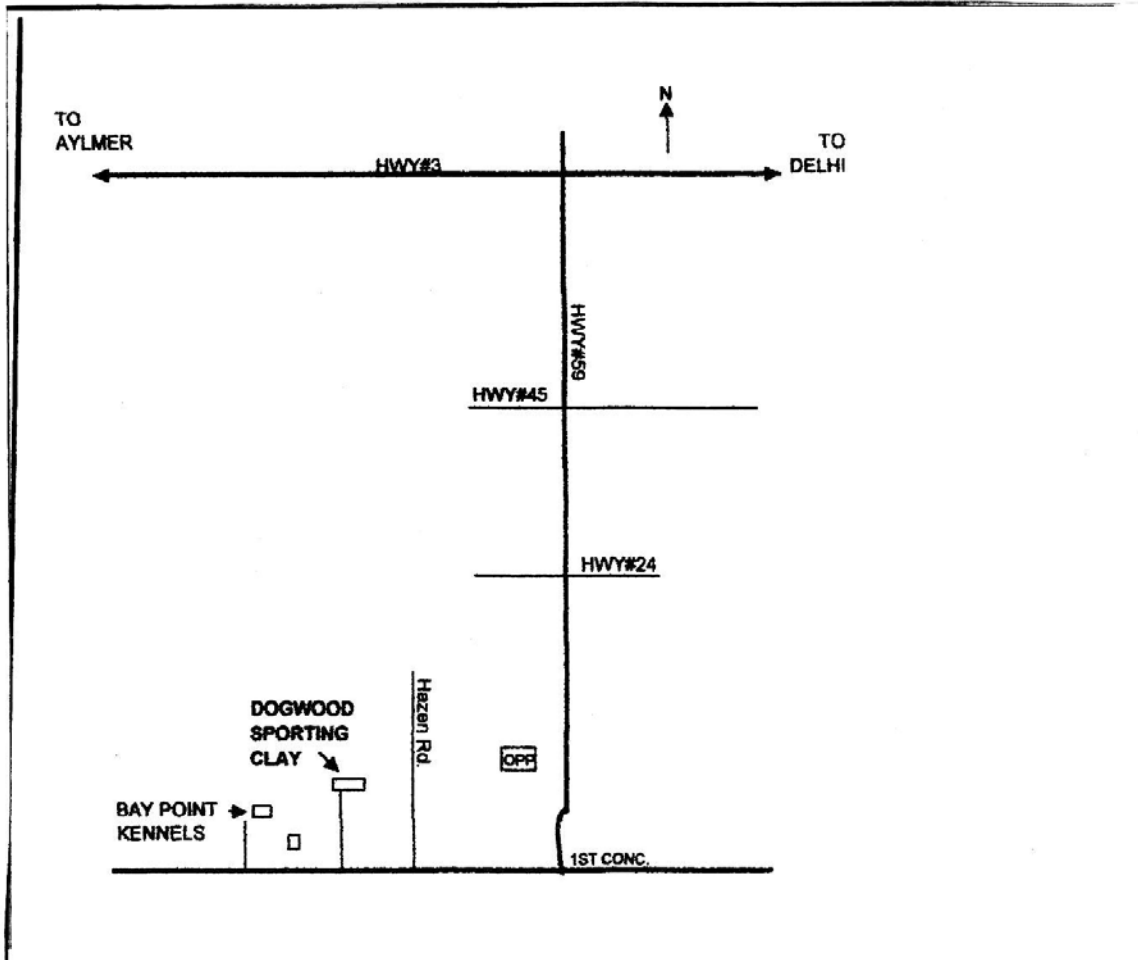 N
TO
AYLMER
TO
DELHI
HWY#3
HWY#59
HWY#45
HWY#24
Hazen Rd.
DOGWOOD
SPORTING
CLAY
OPP
BAY POINT
KENNELS
1ST CONC.